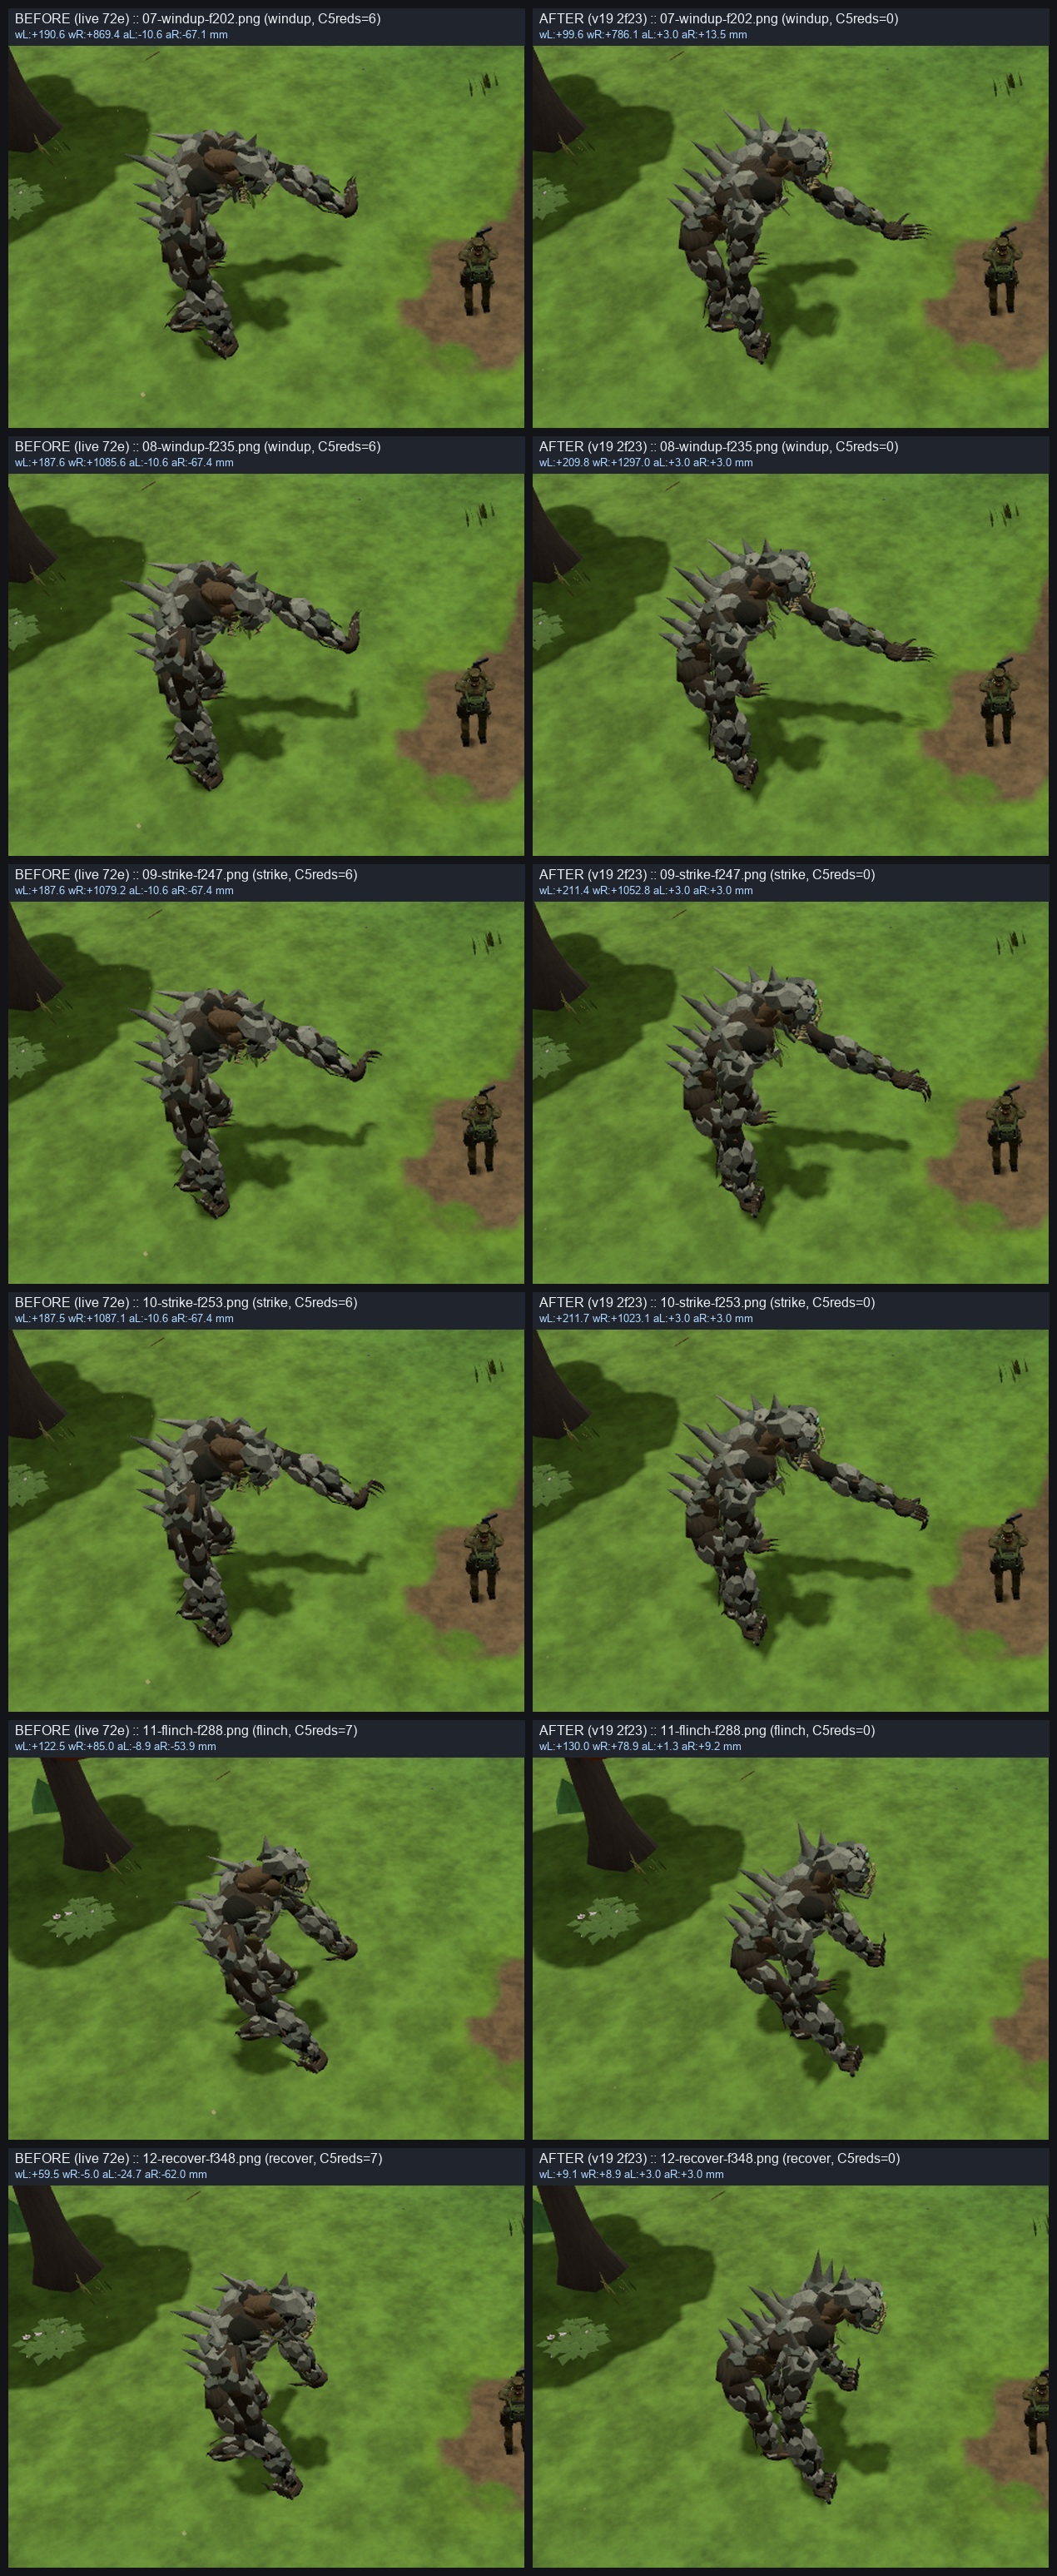 BEFORE (live 72e) :: 07-windup-f202.png (windup, C5reds=6)
wL:+190.6 wR:+869.4 aL:-10.6 aR:-67.1 mm
AFTER (v19 2f23) :: 07-windup-f202.png (windup, C5reds=0)
wL:+99.6 wR:+786.1 aL:+3.0 aR:+13.5 mm
BEFORE (live 72e) :: 08-windup-f235.png (windup, C5reds=6)
wL:+187.6 wR:+1085.6 aL:-10.6 aR:-67.4 mm
AFTER (v19 2f23) :: 08-windup-f235.png (windup, C5reds=0)
wL:+209.8 wR:+1297.0 aL:+3.0 aR:+3.0 mm
BEFORE (live 72e) :: 09-strike-f247.png (strike, C5reds=6)
wL:+187.6 wR:+1079.2 aL:-10.6 aR:-67.4 mm
AFTER (v19 2f23) :: 09-strike-f247.png (strike, C5reds=0)
wL:+211.4 wR:+1052.8 aL:+3.0 aR:+3.0 mm
BEFORE (live 72e) :: 10-strike-f253.png (strike, C5reds=6)
wL:+187.5 wR:+1087.1 aL:-10.6 aR:-67.4 mm
AFTER (v19 2f23) :: 10-strike-f253.png (strike, C5reds=0)
wL:+211.7 wR:+1023.1 aL:+3.0 aR:+3.0 mm
BEFORE (live 72e) :: 11-flinch-f288.png (flinch, C5reds=7)
wL:+122.5 wR:+85.0 aL:-8.9 aR:-53.9 mm
AFTER (v19 2f23) :: 11-flinch-f288.png (flinch, C5reds=0)
wL:+130.0 wR:+78.9 aL:+1.3 aR:+9.2 mm
BEFORE (live 72e) :: 12-recover-f348.png (recover, C5reds=7)
wL:+59.5 wR:-5.0 aL:-24.7 aR:-62.0 mm
AFTER (v19 2f23) :: 12-recover-f348.png (recover, C5reds=0)
wL:+9.1 wR:+8.9 aL:+3.0 aR:+3.0 mm